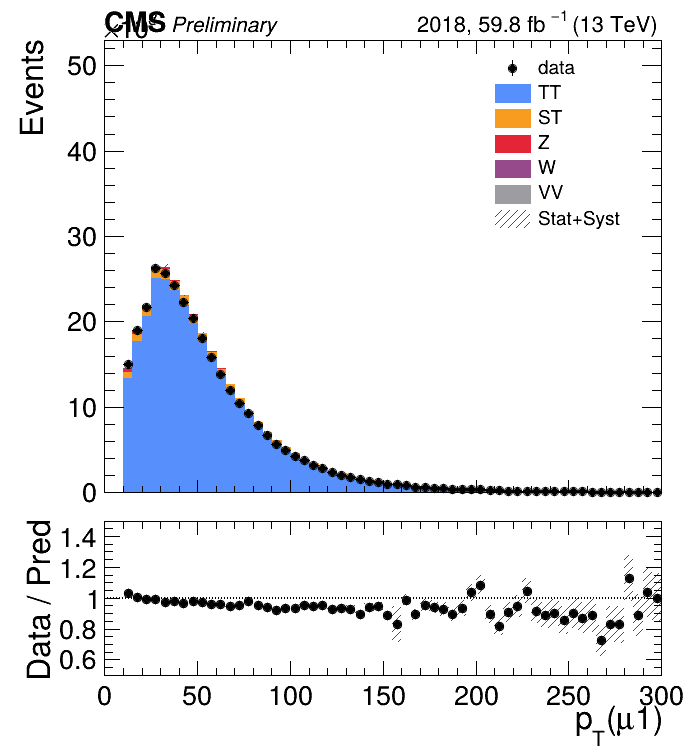 CMS Preliminary 2018, 59.8 fb⁻¹ (13 TeV)
Events
50
40
30
20
10
0
data
TT
ST
Z
W
VV
Stat+Syst
Data / Pred
1.4
1.2
1
0.8
0.6
0 50 100 150 200 250 300
p_T(μ1)